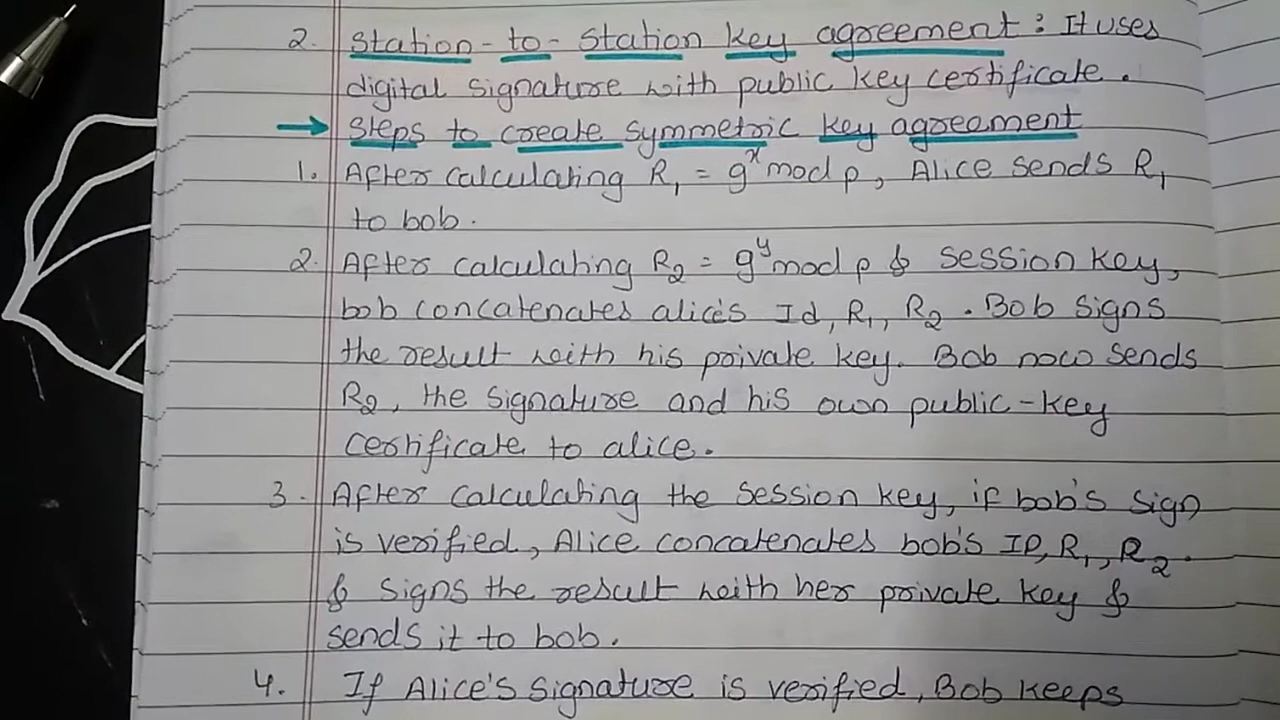 2. Station-to-Station key agreement: It uses
digital signature with public key certificate.
→ Steps to create symmetric key agreement
1. After calculating R₁ = gˣ mod p, Alice sends R₁
to bob.
2. After calculating R₂ = gʸ mod p & session key,
bob concatenates alice's Id, R₁, R₂. Bob signs
the result with his private key. Bob now sends
R₂, the signature and his own public-key
certificate to alice.
3. After calculating the session key, if bob's sign
is verified, Alice concatenates bob's ID, R₁, R₂.
& signs the result with her private key &
sends it to bob.
4. If Alice's signature is verified, Bob keeps